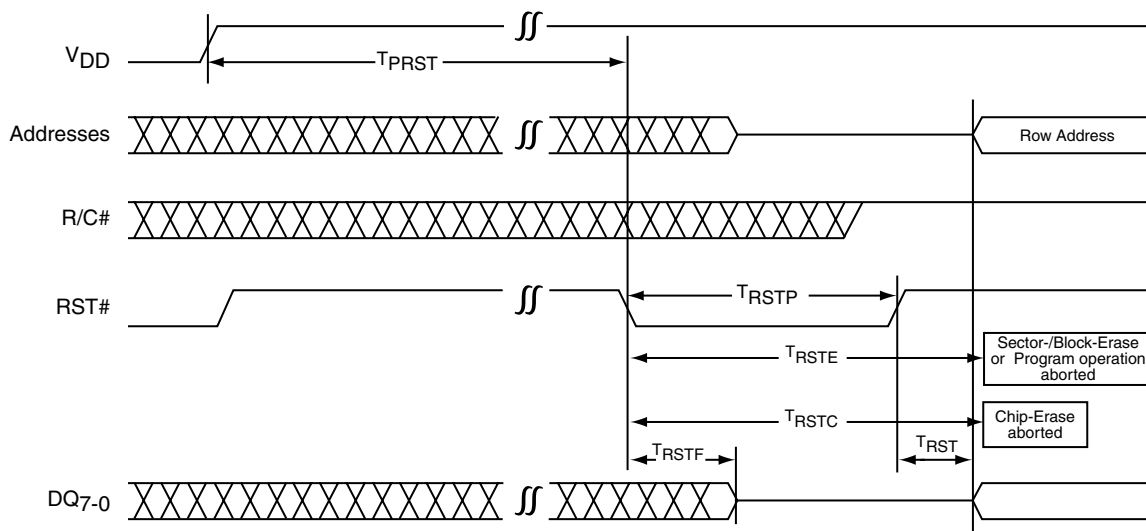 VDD
TPRST
Addresses
Row Address
R/C#
RST#
TRSTP
TRSTE
Sector-/Block-Erase
or Program operation
aborted
TRSTC
Chip-Erase
aborted
TRST
TRSTF
DQ7-0